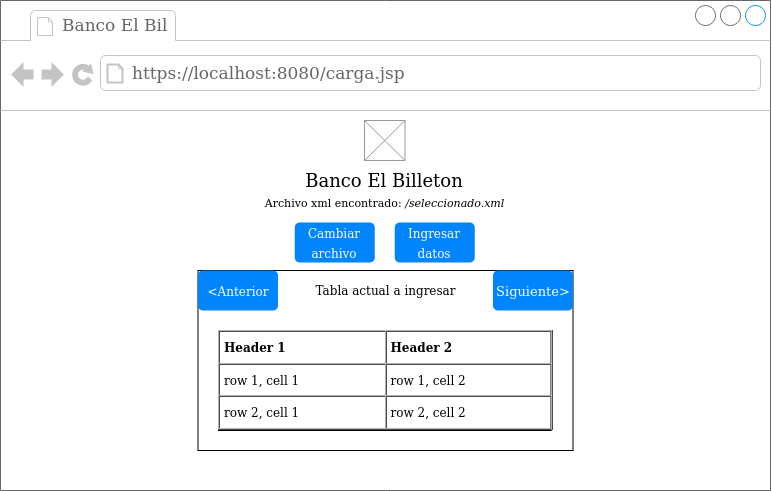 Banco El Bil
https://localhost:8080/carga.jsp
Banco El Billeton
Archivo xml encontrado: /seleccionado.xml
Cambiar archivo
Ingresar datos
<Anterior
Tabla actual a ingresar
Siguiente>
Header 1 Header 2
row 1, cell 1 row 1, cell 2
row 2, cell 1 row 2, cell 2